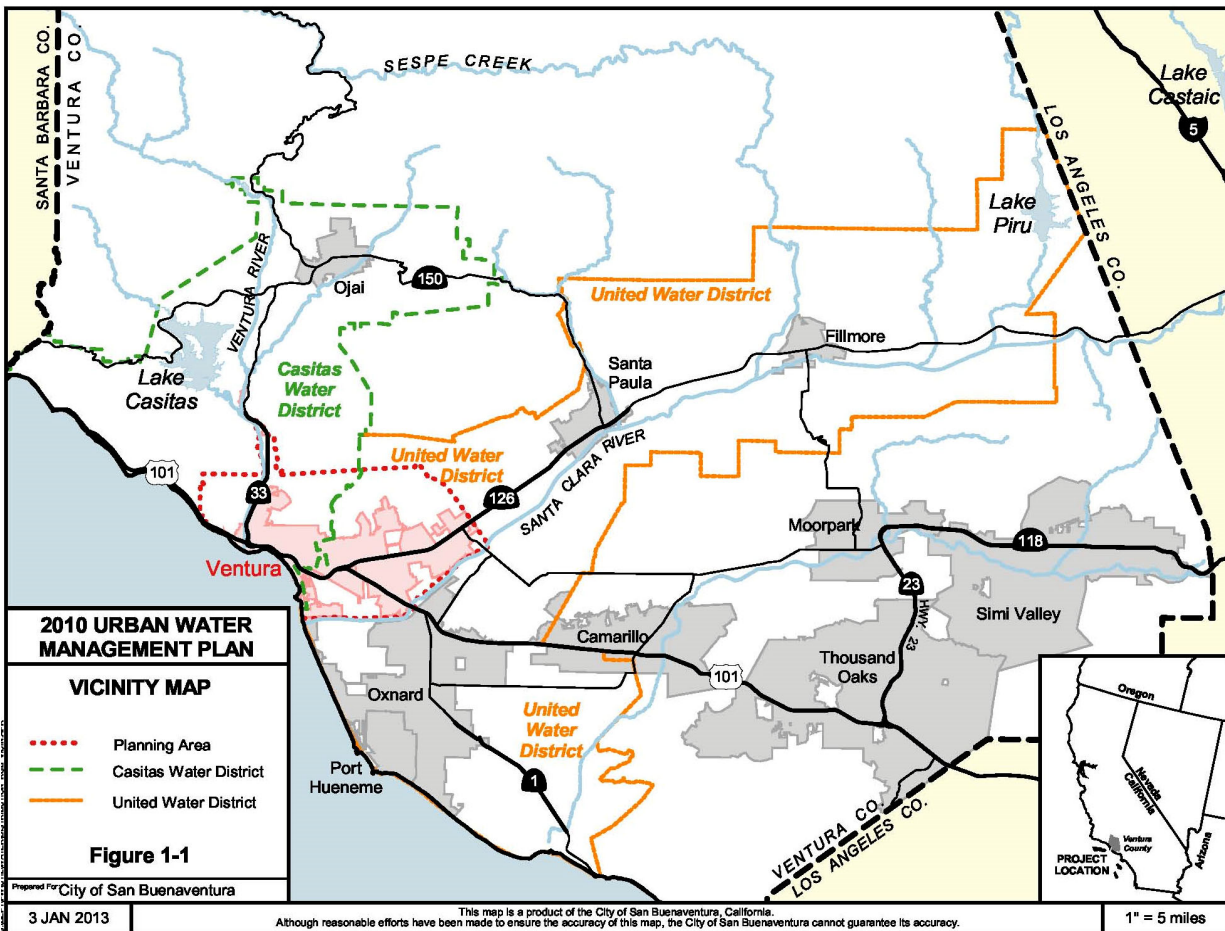 SANTA BARBARA CO.
VENTURA CO.
SESPE CREEK
Lake
Castaic
5
LOS ANGELES CO.
Lake
Piru
VENTURA RIVER
Ojai
150
United Water District
Fillmore
Santa
Paula
Lake
Casitas
Casitas
Water
District
United Water
District
101
33
126
SANTA CLARA RIVER
Moorpark
118
23
HWY. 23
Simi Valley
Ventura
Camarillo
Thousand
Oaks
101
Oxnard
United
Water
District
1
Port
Hueneme
VENTURA CO.
LOS ANGELES CO.
2010 URBAN WATER
MANAGEMENT PLAN
VICINITY MAP
Planning Area
Casitas Water District
United Water District
Figure 1-1
Prepared For City of San Buenaventura
3 JAN 2013
This map is a product of the City of San Buenaventura, California.
Although reasonable efforts have been made to ensure the accuracy of this map, the City of San Buenaventura cannot guarantee its accuracy.
1" = 5 miles
Oregon
Nevada
California
Arizona
Ventura
County
PROJECT
LOCATION